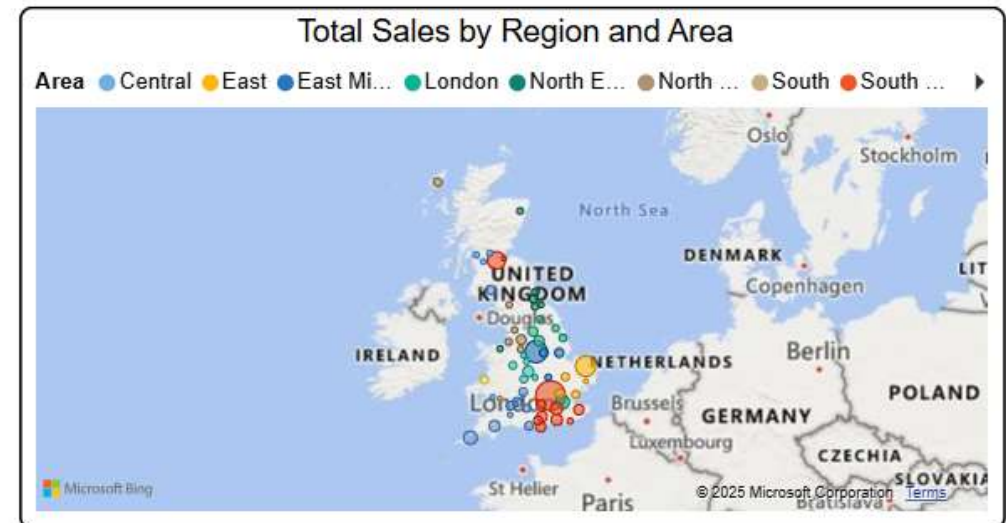 Total Sales by Region and Area
Area Central East East Mi... London North E... North ... South South ...
Oslo
Stockholm
North Sea
DENMARK
LIT
UNITED
KINGDOM
Copenhagen
Douglas
IRELAND
NETHERLANDS
Berlin
POLAND
London
Brussels
GERMANY
Luxembourg
CZECHIA
SLOVAKIA
Microsoft Bing
St Helier
Paris
© 2025 Microsoft Corporation Terms
Bratislava